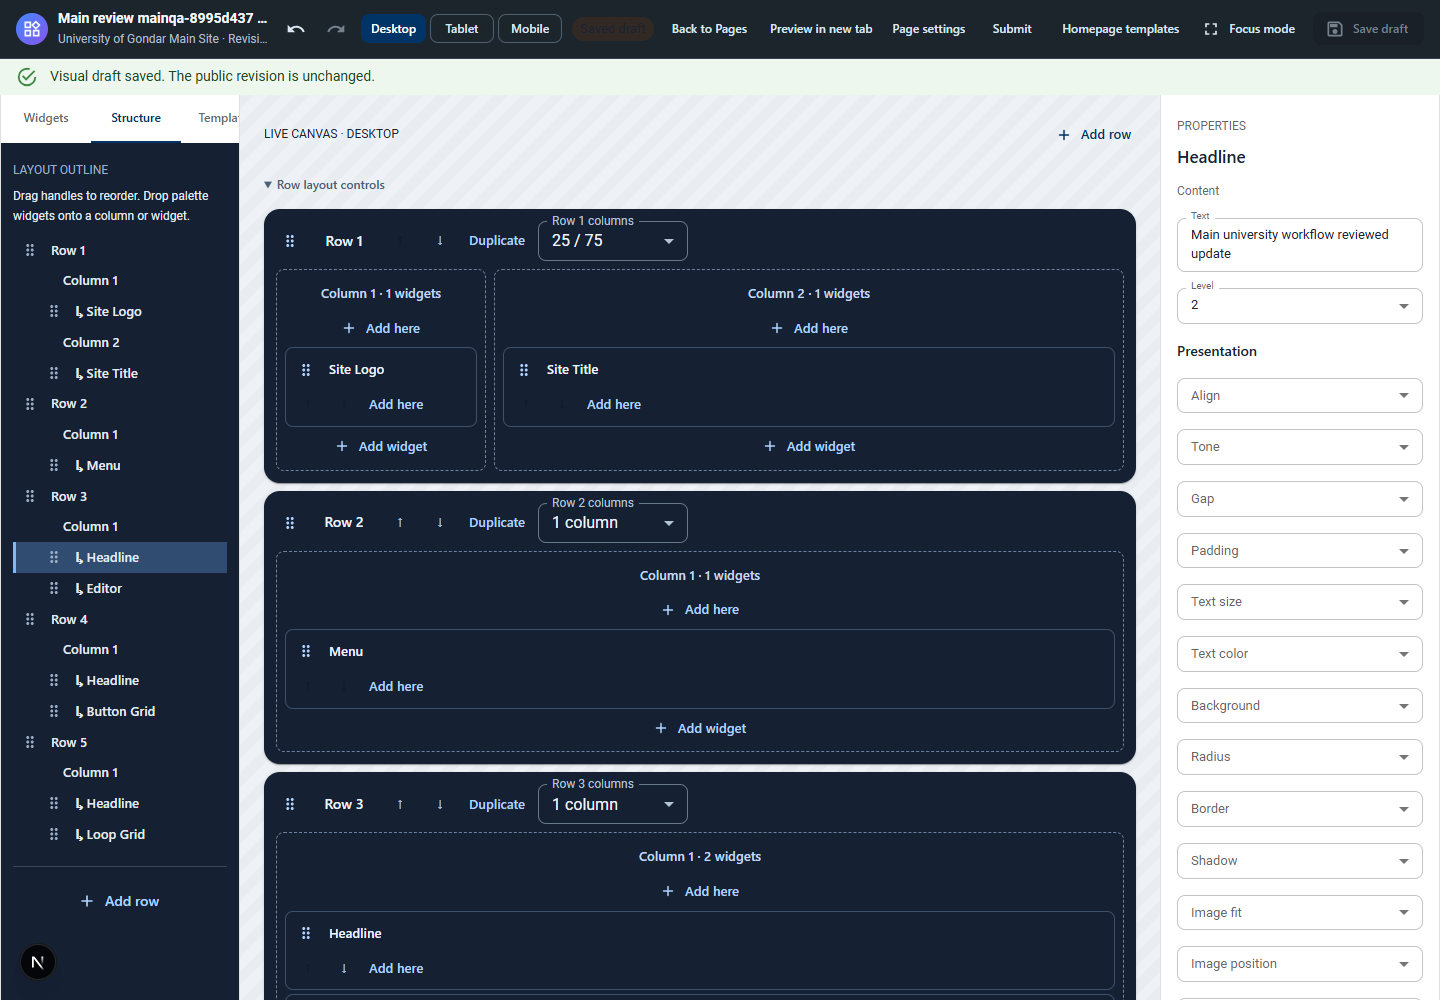 Main review mainqa-8995d437 ...
University of Gondar Main Site · Revisi...
Desktop
Tablet
Mobile
Saved draft
Back to Pages
Preview in new tab
Page settings
Submit
Homepage templates
Focus mode
Save draft
Visual draft saved. The public revision is unchanged.
Widgets
Structure
Templa
LAYOUT OUTLINE
Drag handles to reorder. Drop palette
widgets onto a column or widget.
Row 1
Column 1
↳ Site Logo
Column 2
↳ Site Title
Row 2
Column 1
↳ Menu
Row 3
Column 1
↳ Headline
↳ Editor
Row 4
Column 1
↳ Headline
↳ Button Grid
Row 5
Column 1
↳ Headline
↳ Loop Grid
+ Add row
N
LIVE CANVAS · DESKTOP
+ Add row
▼ Row layout controls
Row 1
↓
Duplicate
Row 1 columns
25 / 75
Column 1 · 1 widgets
+ Add here
Site Logo
Add here
+ Add widget
Column 2 · 1 widgets
+ Add here
Site Title
Add here
+ Add widget
Row 2
↑
↓
Duplicate
Row 2 columns
1 column
Column 1 · 1 widgets
+ Add here
Menu
Add here
+ Add widget
Row 3
↑
↓
Duplicate
Row 3 columns
1 column
Column 1 · 2 widgets
+ Add here
Headline
↓
Add here
PROPERTIES
Headline
Content
Text
Main university workflow reviewed
update
Level
2
Presentation
Align
Tone
Gap
Padding
Text size
Text color
Background
Radius
Border
Shadow
Image fit
Image position